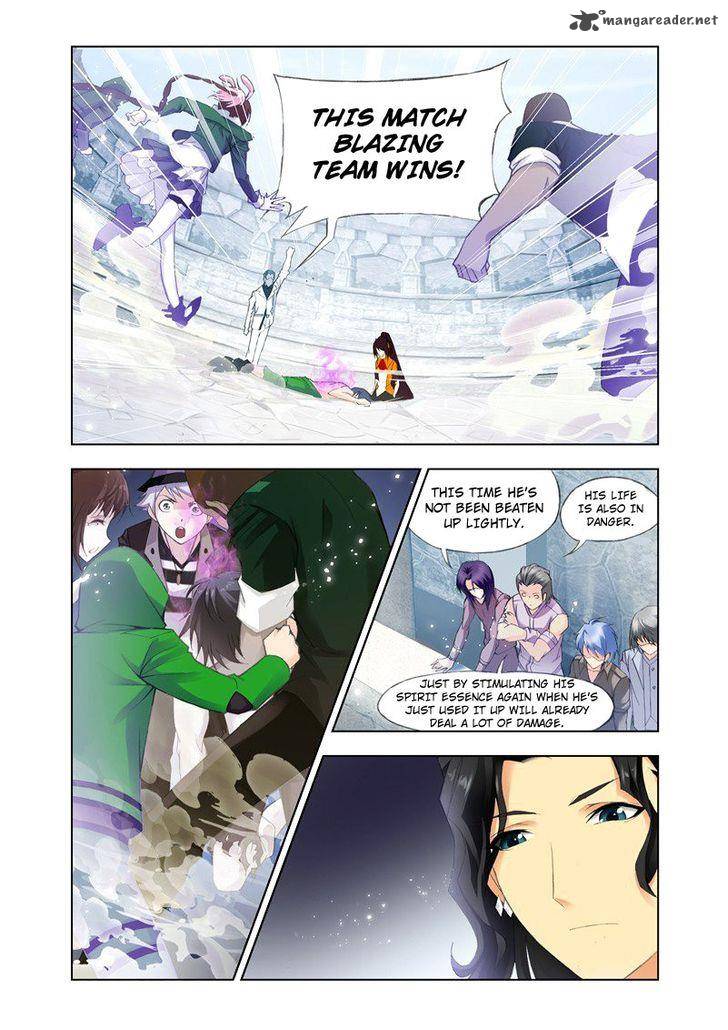 mangareader.net
THIS MATCH
BLAZING
TEAM WINS!
THIS TIME HE'S
NOT BEEN BEATEN
UP LIGHTLY.
HIS LIFE
IS ALSO IN
DANGER.
JUST BY STIMULATING HIS
SPIRIT ESSENCE AGAIN WHEN HE'S
JUST USED IT UP WILL ALREADY
DEAL A LOT OF DAMAGE.